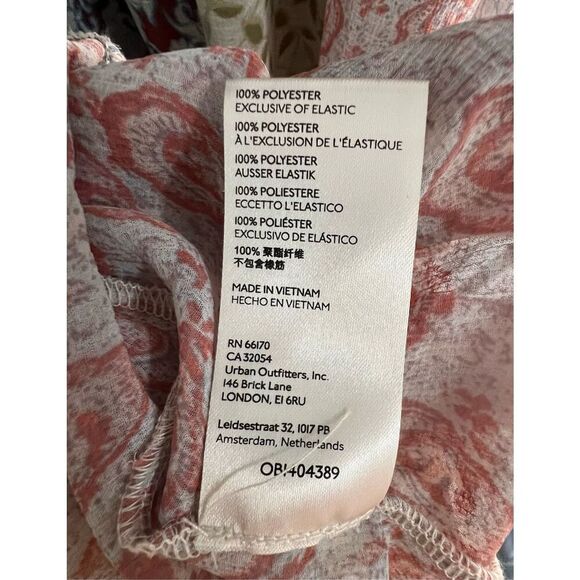 100% POLYESTER
EXCLUSIVE OF ELASTIC
100% POLYESTER
À L'EXCLUSION DE L'ÉLASTIQUE
100% POLYESTER
AUSSER ELASTIK
100% POLIESTERE
ECCETTO L'ELASTICO
100% POLIÉSTER
EXCLUSIVO DE ELÁSTICO
100% 聚酯纤维
不包含橡筋
MADE IN VIETNAM
HECHO EN VIETNAM
RN 66170
CA 32054
Urban Outfitters, Inc.
146 Brick Lane
LONDON, E1 6RU
Leidsestraat 32, 1017 PB
Amsterdam, Netherlands